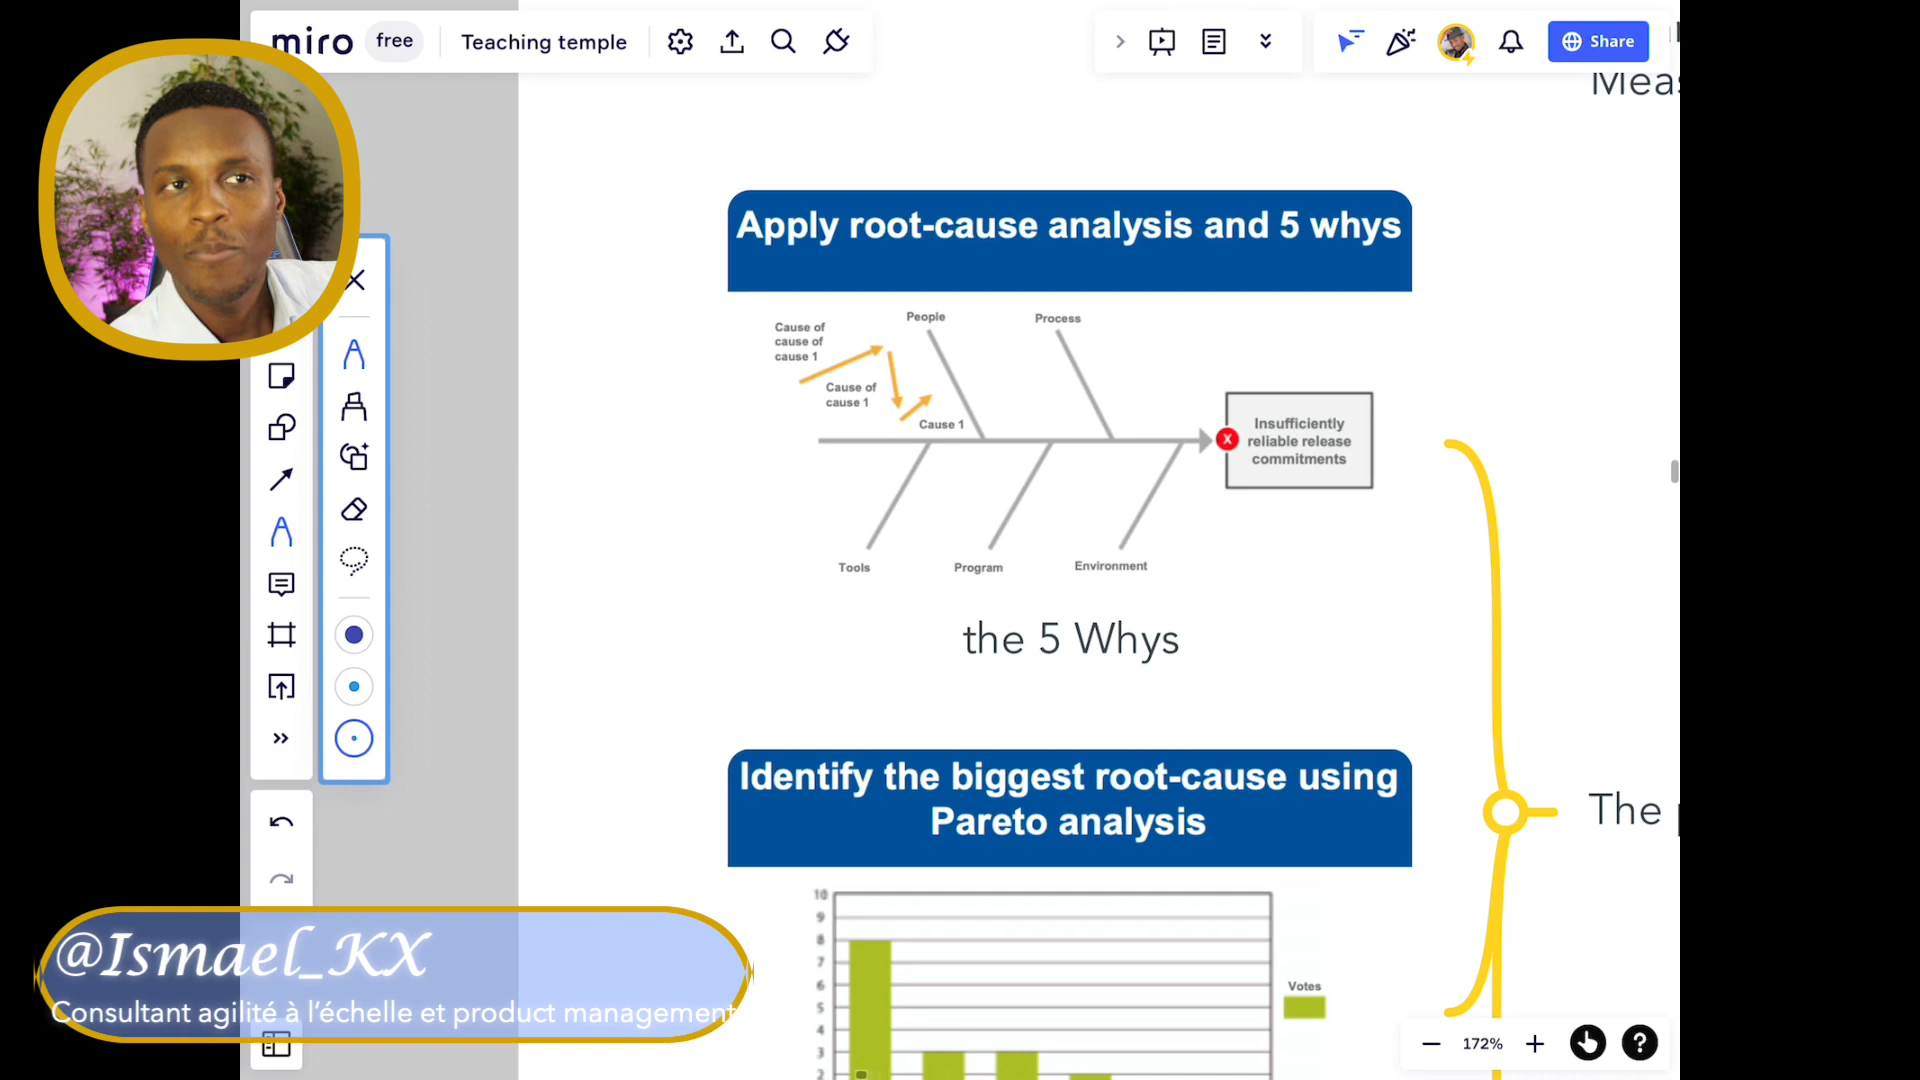 miro free Teaching temple
Share
Meas
Apply root-cause analysis and 5 whys
People
Process
Cause of
cause of
cause 1
Cause of
cause 1
Cause 1
X
Insufficiently
reliable release
commitments
Tools
Program
Environment
the 5 Whys
Identify the biggest root-cause using
Pareto analysis
The
10
9
8
7
6
5
4
3
2
Votes
@Ismael_KX
Consultant agilité à l'échelle et product management
172%
?